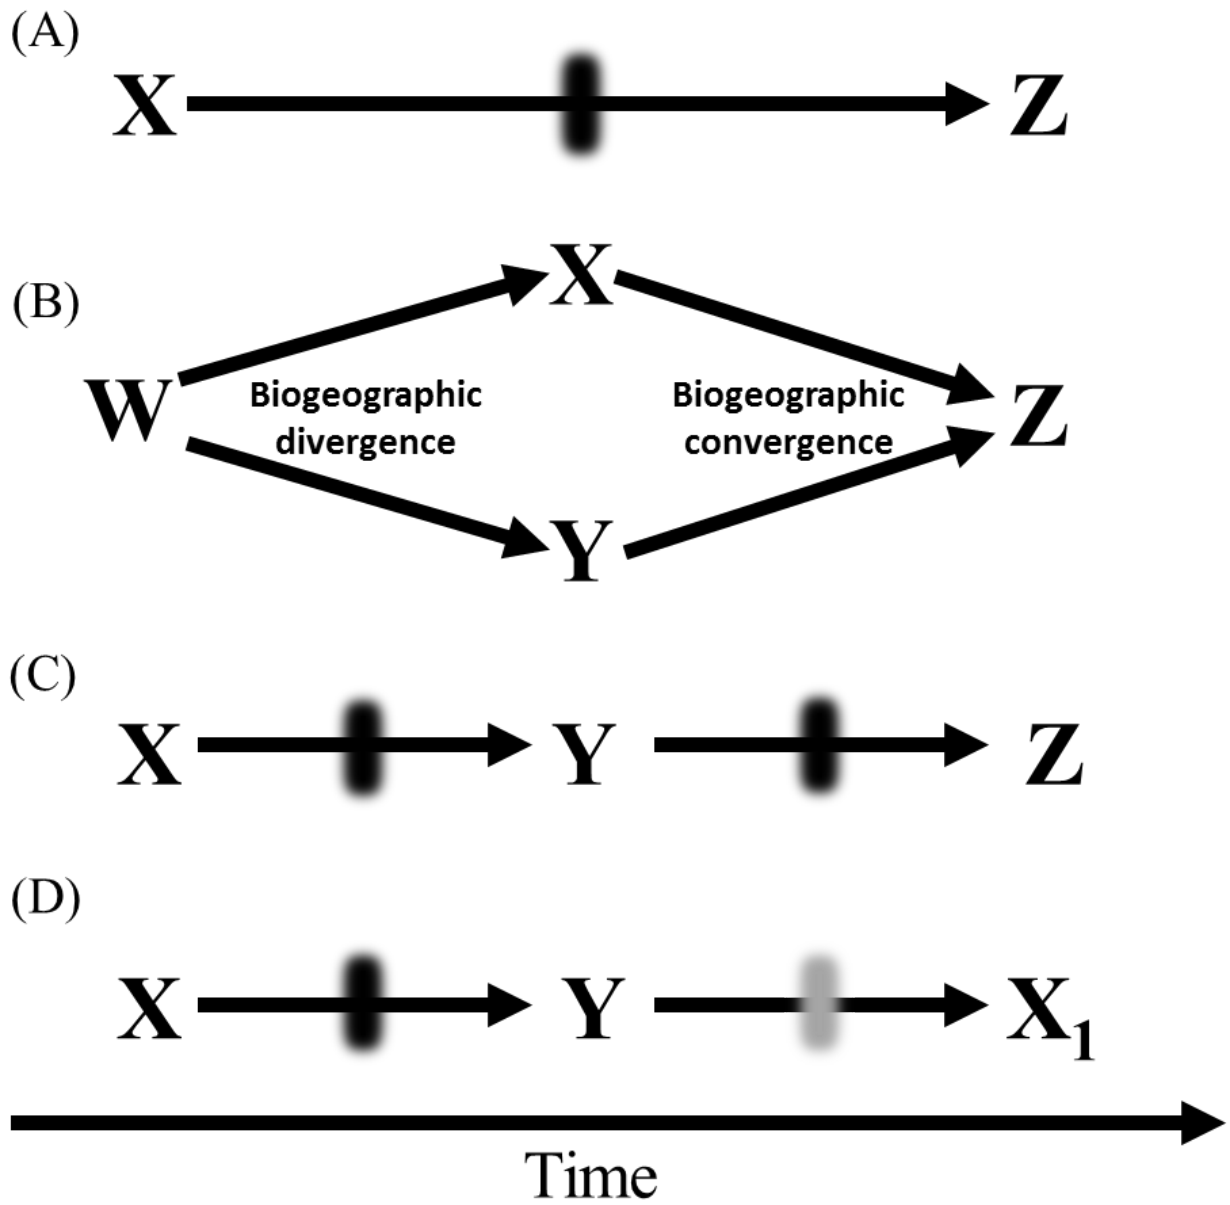 (A)
X Z
(B)
X
W
Biogeographic
divergence
Biogeographic
convergence
Z
Y
(C)
X Y Z
(D)
X Y X₁
Time